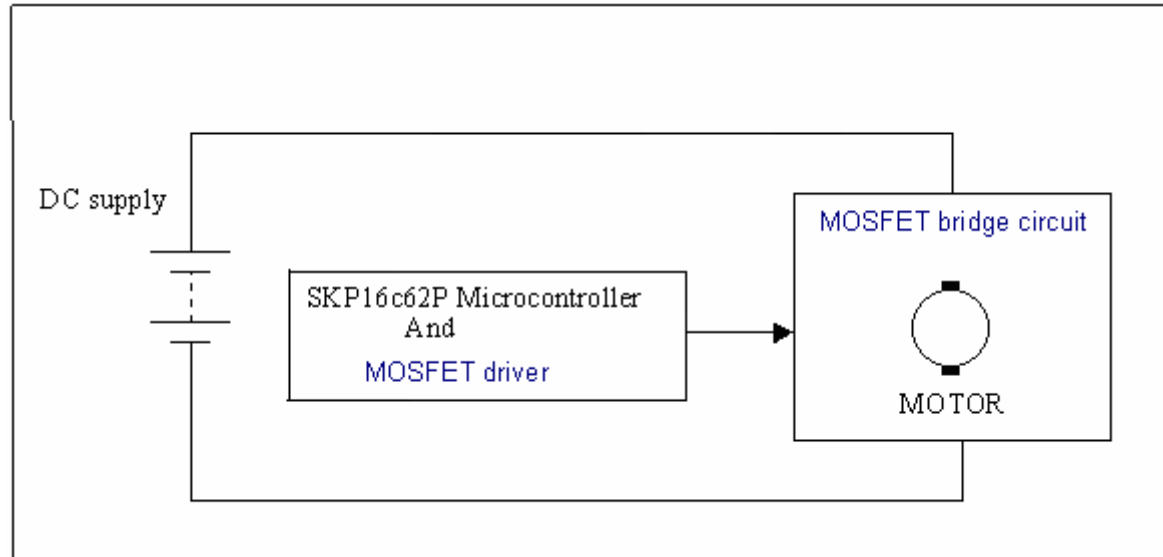 DC supply
MOSFET bridge circuit
SKP16c62P Microcontroller
And
MOSFET driver
MOTOR